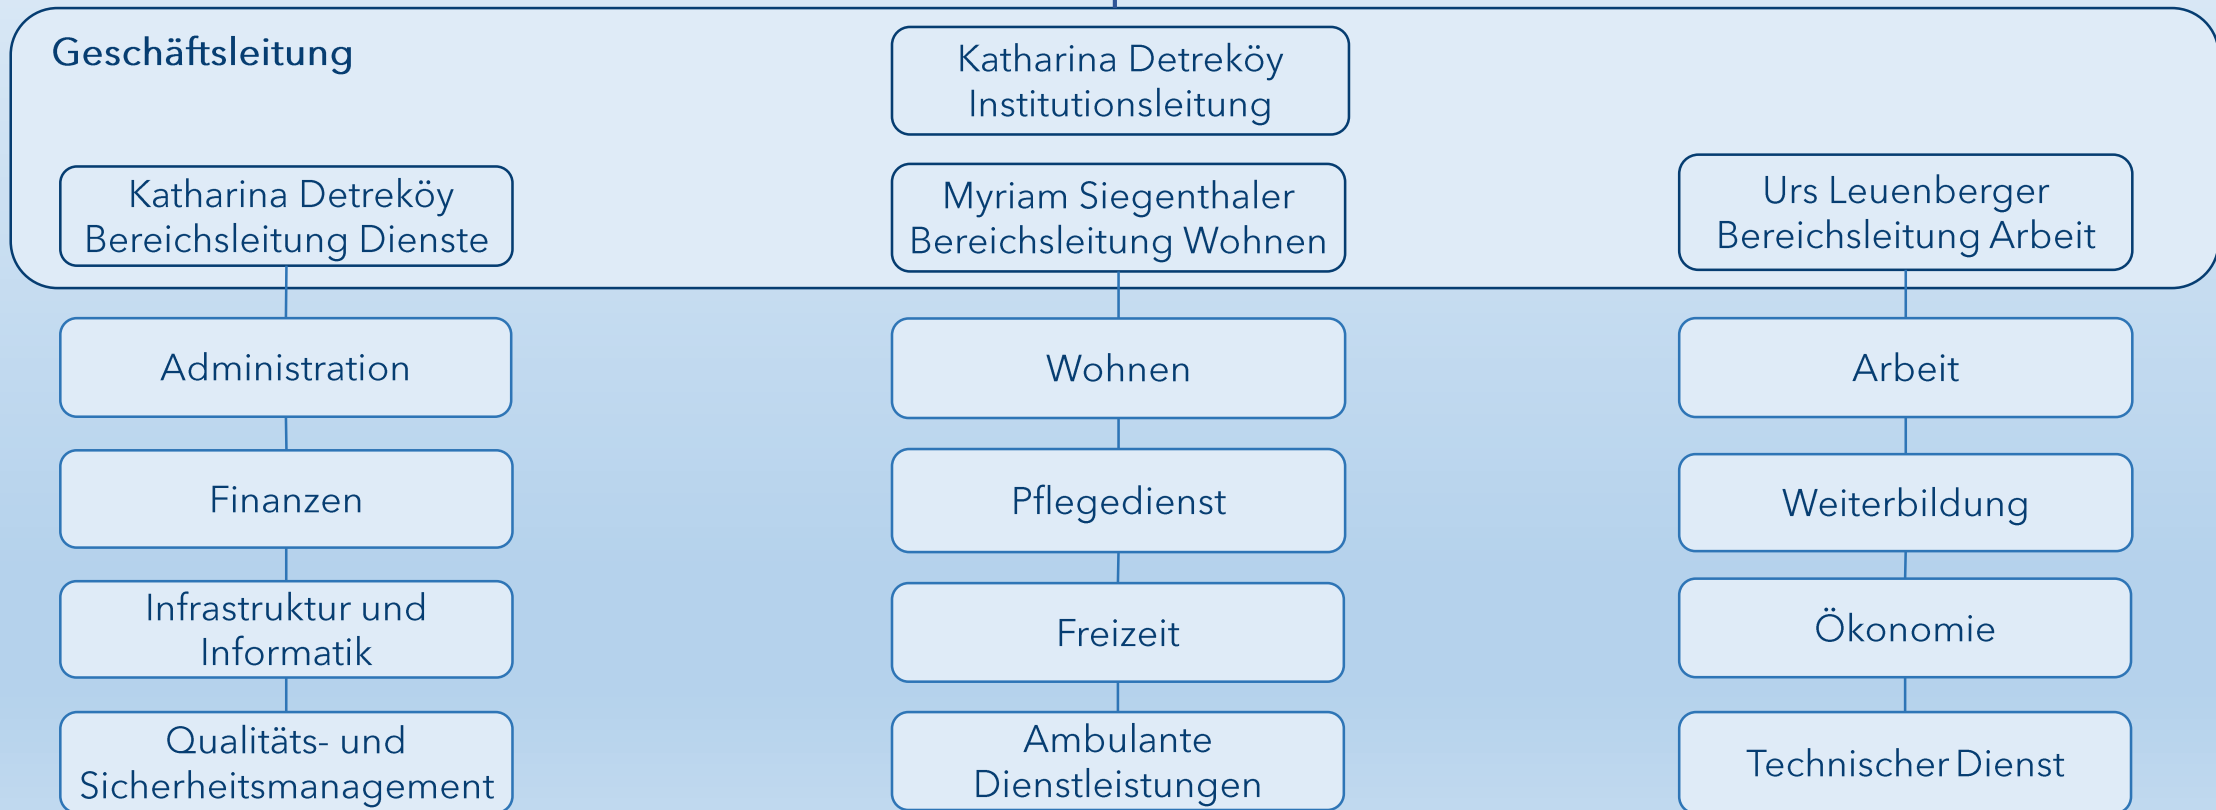 Geschäftsleitung
Katharina Detreköy
Institutionsleitung
Katharina Detreköy
Bereichsleitung Dienste
Myriam Siegenthaler
Bereichsleitung Wohnen
Urs Leuenberger
Bereichsleitung Arbeit
Administration
Finanzen
Infrastruktur und
Informatik
Qualitäts- und
Sicherheitsmanagement
Wohnen
Pflegedienst
Freizeit
Ambulante
Dienstleistungen
Arbeit
Weiterbildung
Ökonomie
Technischer Dienst